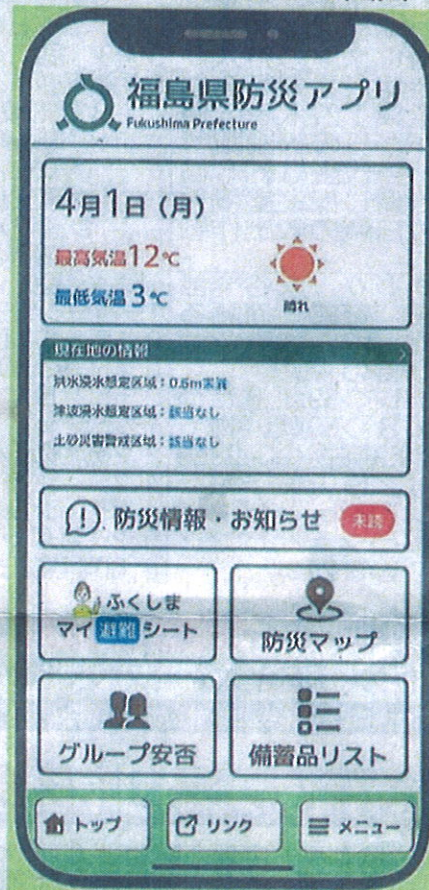 福島県防災アプリ
Fukushima Prefecture
4月1日（月）
最高気温12℃
最低気温3℃
晴れ
現在地の情報
洪水浸水想定区域：0.5m未満
津波浸水想定区域：該当なし
土砂災害警戒区域：該当なし
防災情報・お知らせ 未読
ふくしま
マイ避難シート
防災マップ
グループ安否
備蓄品リスト
トップ
リンク
メニュー